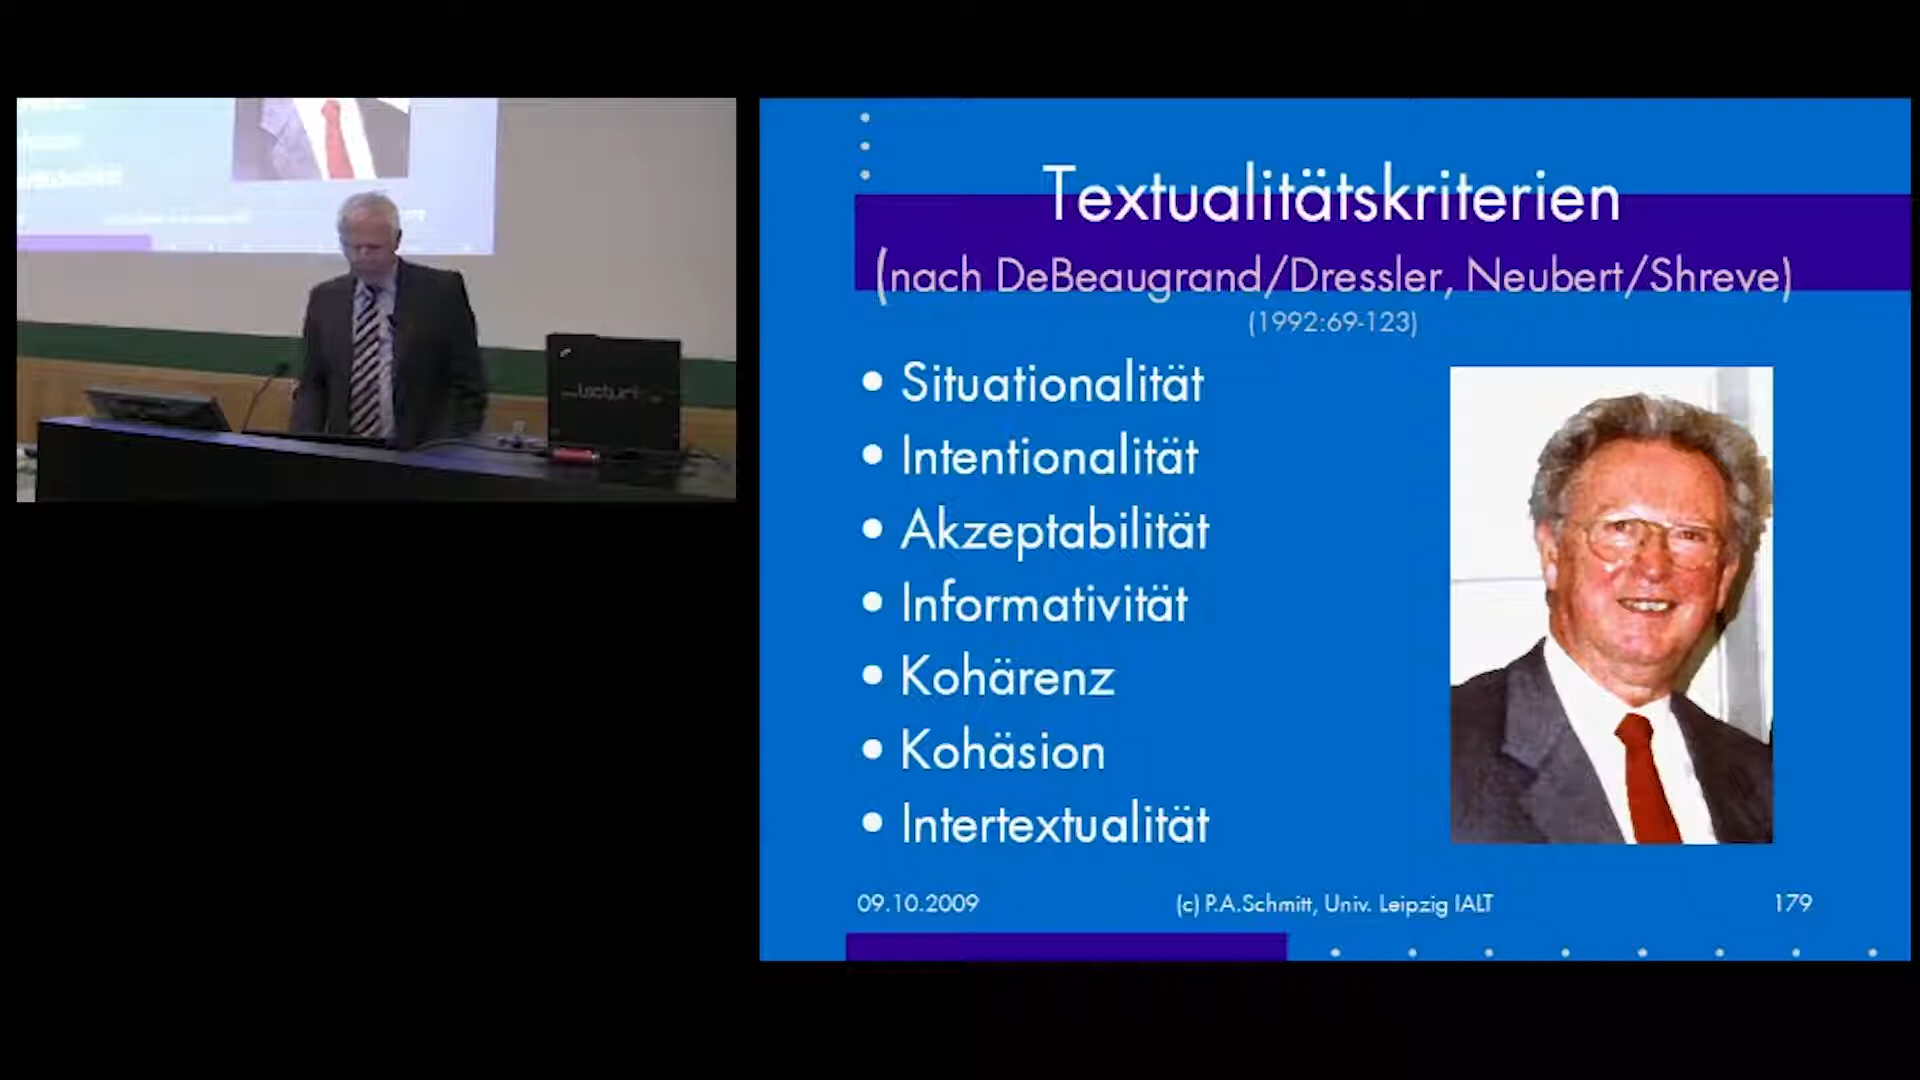 Textualitätskriterien
(nach DeBeaugrand/Dressler, Neubert/Shreve)
(1992:69-123)
• Situationalität
• Intentionalität
• Akzeptabilität
• Informativität
• Kohärenz
• Kohäsion
• Intertextualität
09.10.2009
(c) P.A.Schmitt, Univ. Leipzig IALT
179